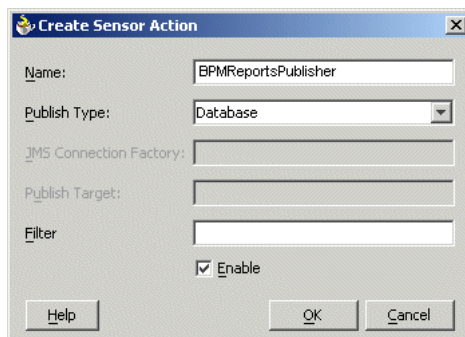 Create Sensor Action
Name: BPMReportsPublisher
Publish Type: Database
JMS Connection Factory:
Publish Target:
Filter
Enable
Help OK Cancel